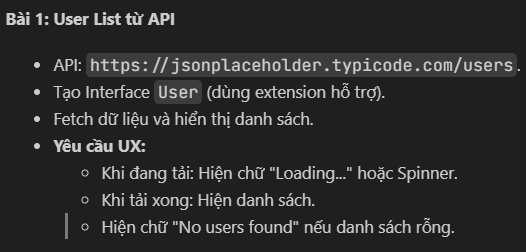 Bài 1: User List từ API
• API: https://jsonplaceholder.typicode.com/users.
• Tạo Interface User (dùng extension hỗ trợ).
• Fetch dữ liệu và hiển thị danh sách.
• Yêu cầu UX:
◦ Khi đang tải: Hiện chữ "Loading..." hoặc Spinner.
◦ Khi tải xong: Hiện danh sách.
◦ Hiện chữ "No users found" nếu danh sách rỗng.